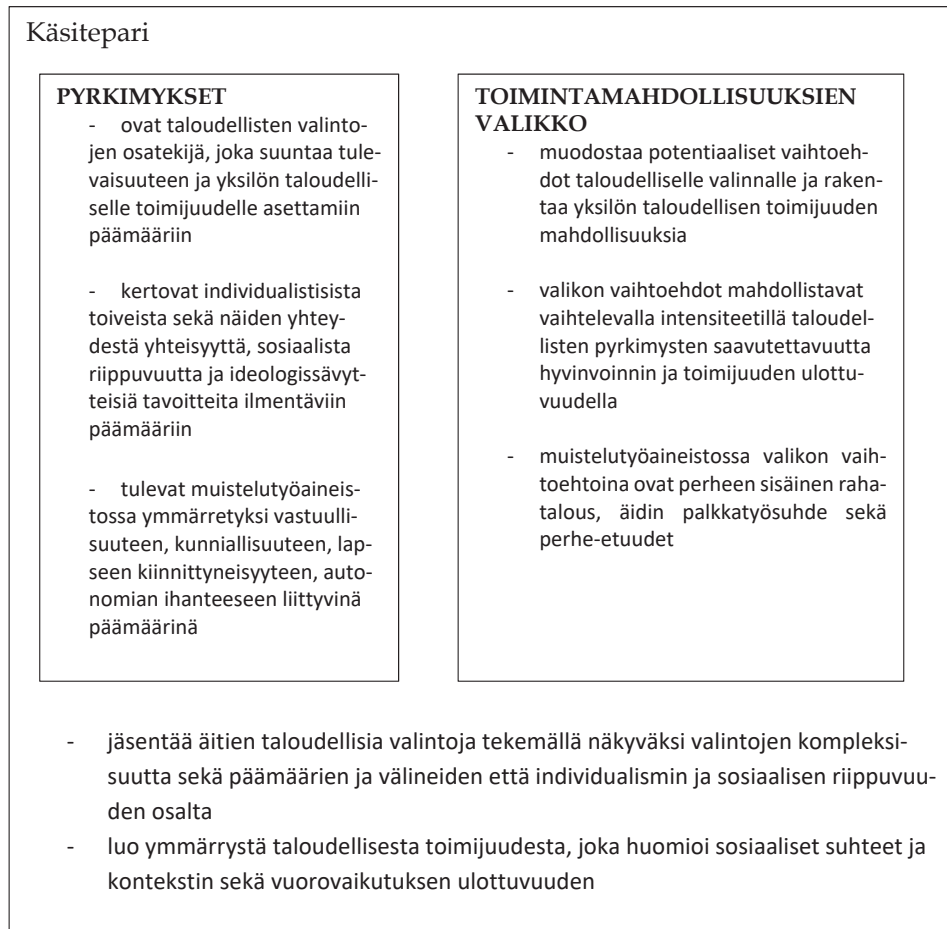 Käsitepari
PYRKIMYKSET
- ovat taloudellisten valinto-
jen osatekijä, joka suuntaa tule-
vaisuuteen ja yksilön taloudelli-
selle toimijuudelle asettamiin
päämääriin
- kertovat individualistisista
toiveista sekä näiden yhtey-
destä yhteisyyttä, sosiaalista
riippuvuutta ja ideologissävyt-
teisiä tavoitteita ilmentäviin
päämääriin
- tulevat muistelutyöaineis-
tossa ymmärretyksi vastuulli-
suuteen, kunniallisuuteen, lap-
seen kiinnittyneisyyteen, auto-
nomian ihanteeseen liittyvinä
päämäärinä
TOIMINTAMAHDOLLISUUKSIEN
VALIKKO
- muodostaa potentiaaliset vaihtoeh-
dot taloudelliselle valinnalle ja raken-
taa yksilön taloudellisen toimijuuden
mahdollisuuksia
- valikon vaihtoehdot mahdollistavat
vaihtelevalla intensiteetillä taloudel-
listen pyrkimysten saavutettavuutta
hyvinvoinnin ja toimijuuden ulottu-
vuudella
- muistelutyöaineistossa valikon vaih-
toehtoina ovat perheen sisäinen raha-
talous, äidin palkkatyösuhde sekä
perhe-etuudet
- jäsentää äitien taloudellisia valintoja tekemällä näkyväksi valintojen kompleksi-
suutta sekä päämäärien ja välineiden että individualismin ja sosiaalisen riippuvuu-
den osalta
- luo ymmärrystä taloudellisesta toimijuudesta, joka huomioi sosiaaliset suhteet ja
kontekstin sekä vuorovaikutuksen ulottuvuuden